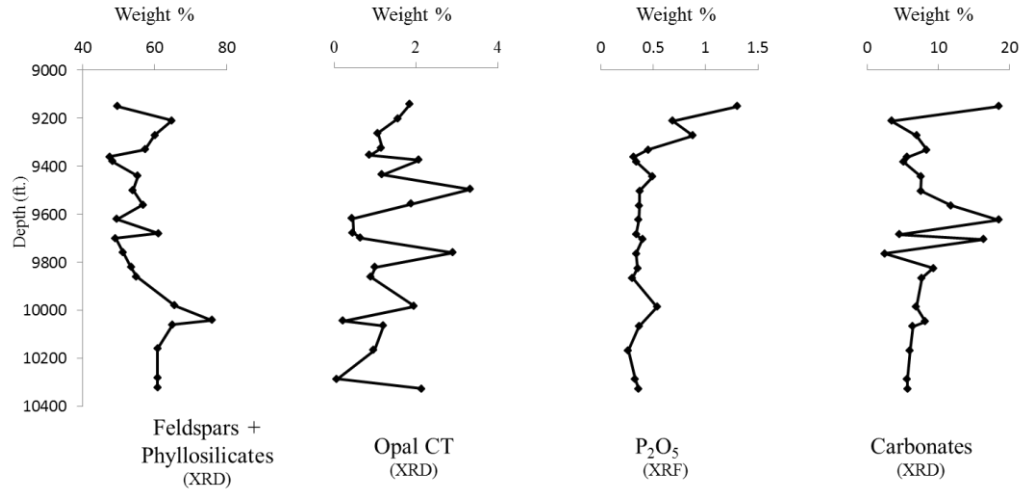 Weight % Weight % Weight % Weight %
40 60 80 0 2 4 0 0.5 1 1.5 0 10 20
9000
9200
9400
9600
9800
10000
10200
10400
Depth (ft.)
Feldspars +
Phyllosilicates
(XRD)
Opal CT
(XRD)
P₂O₅
(XRF)
Carbonates
(XRD)